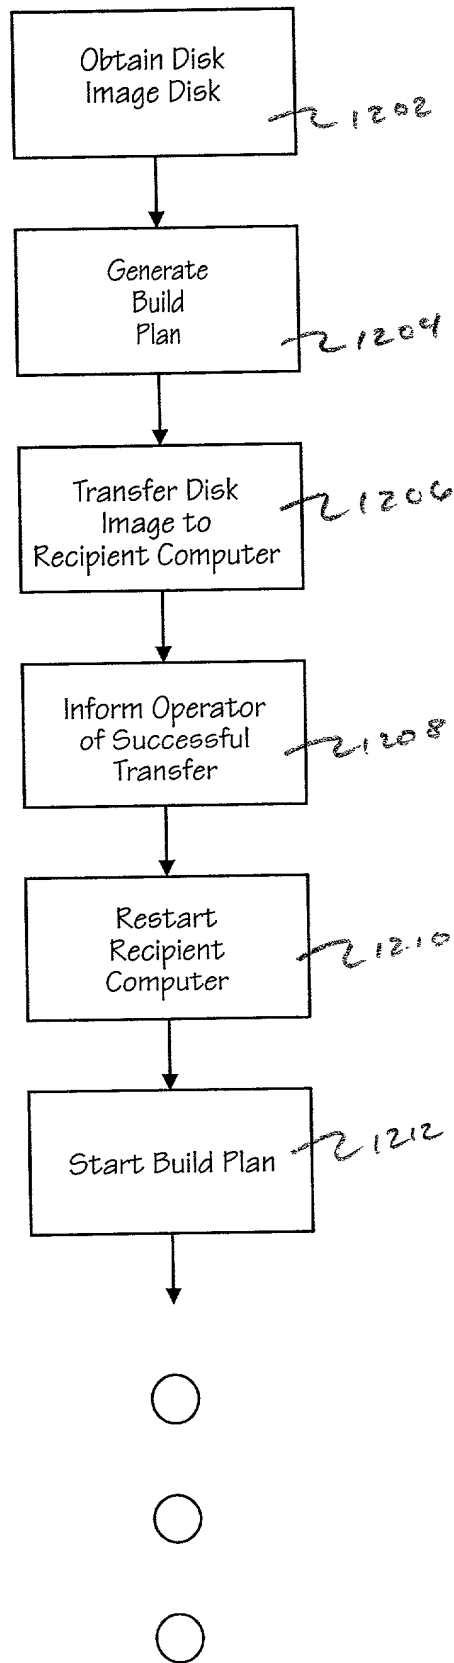 Obtain Disk
Image Disk
1202
Generate
Build
Plan
1204
Transfer Disk
Image to
Recipient Computer
1206
Inform Operator
of Successful
Transfer
1208
Restart
Recipient
Computer
1210
Start Build Plan
1212